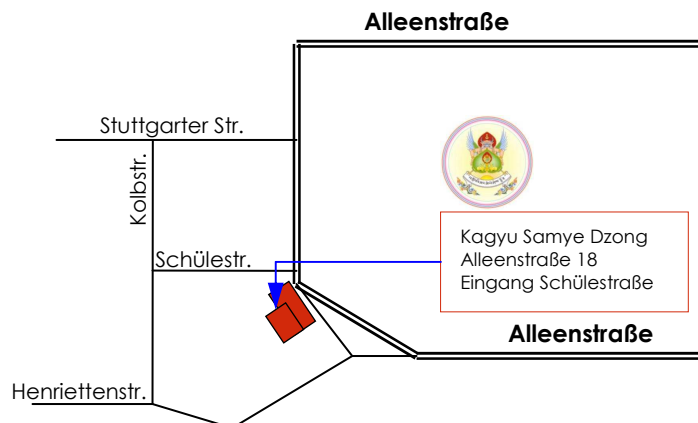 Alleenstraße
Stuttgarter Str.
Kolbstr.
Kagyu Samye Dzong
Alleenstraße 18
Eingang Schülestraße
Schülestr.
Alleenstraße
Henriettenstr.